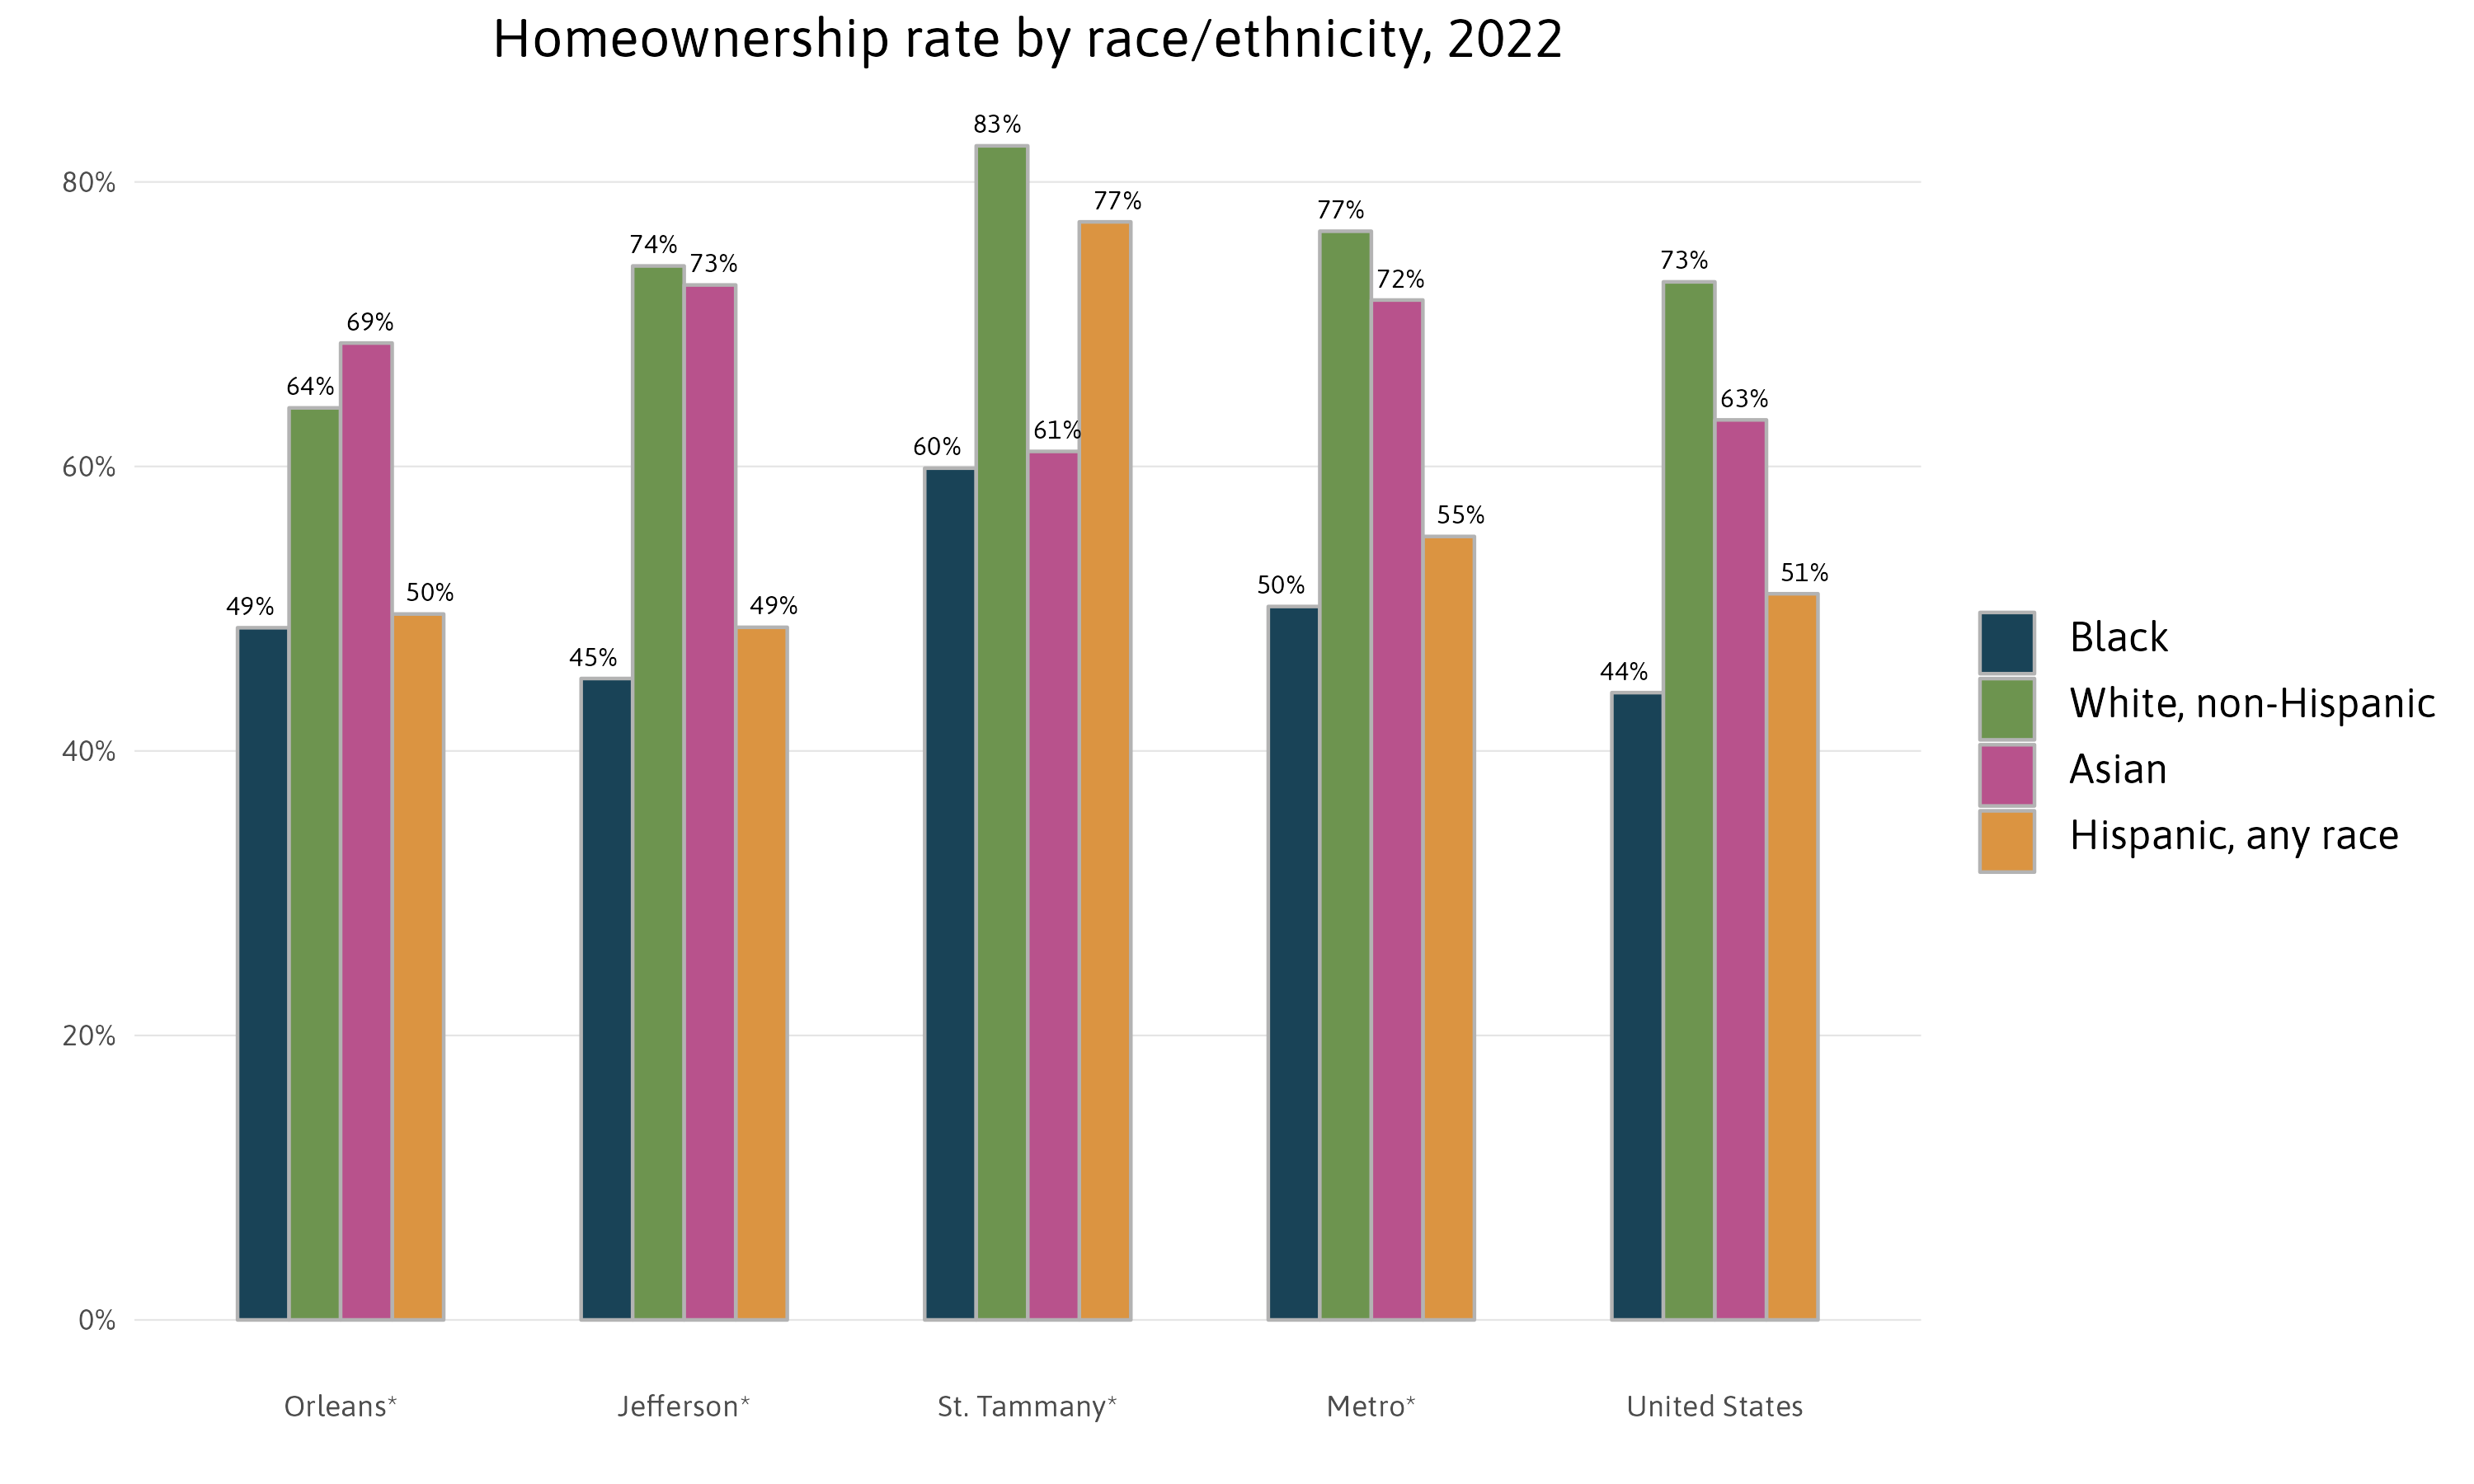 Homeownership rate by race/ethnicity, 2022
80%
60%
40%
20%
0%
49%
64%
69%
50%
45%
74%
73%
49%
60%
83%
61%
77%
50%
77%
72%
55%
44%
73%
63%
51%
Orleans*
Jefferson*
St. Tammany*
Metro*
United States
Black
White, non-Hispanic
Asian
Hispanic, any race